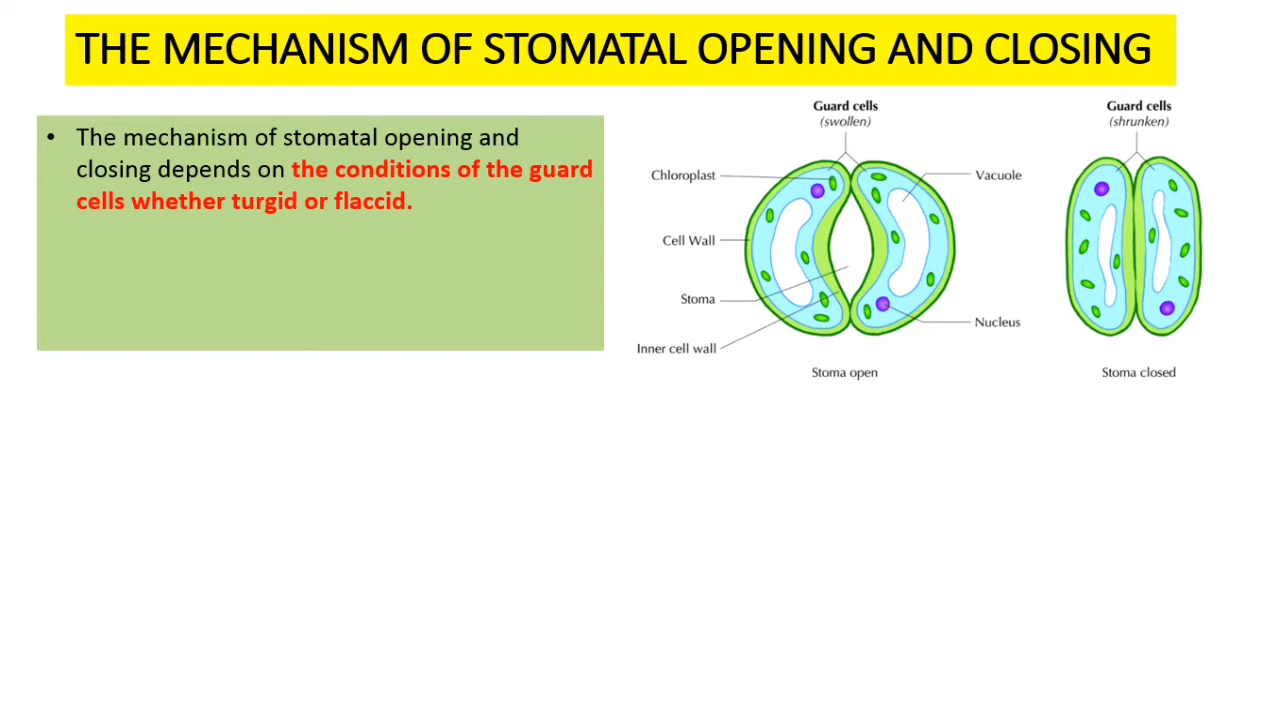 THE MECHANISM OF STOMATAL OPENING AND CLOSING
• The mechanism of stomatal opening and
closing depends on the conditions of the guard
cells whether turgid or flaccid.
Guard cells
(swollen)
Chloroplast
Vacuole
Cell Wall
Stoma
Nucleus
Inner cell wall
Stoma open
Guard cells
(shrunken)
Stoma closed